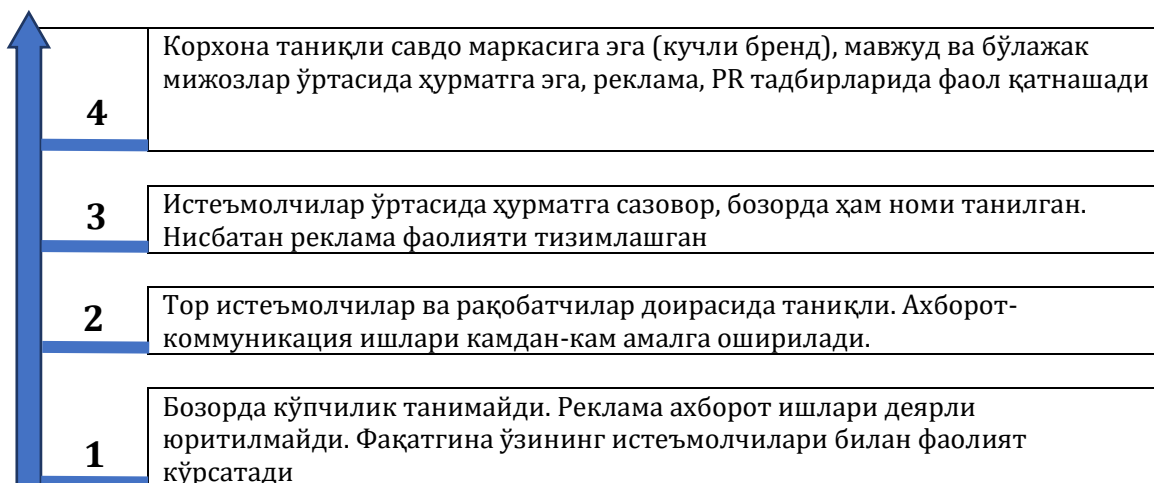 Корхона таниқли савдо маркасига эга (кучли бренд), мавжуд ва бўлажак
мижозлар ўртасида ҳурматга эга, реклама, PR тадбирларида фаол қатнашади
4
Истеъмолчилар ўртасида ҳурматга сазовор, бозорда ҳам номи танилган.
3
Нисбатан реклама фаолияти тизимлашган
Тор истеъмолчилар ва рақобатчилар доирасида таниқли. Ахборот-
2
коммуникация ишлари камдан-кам амалга оширилади.
Бозорда кўпчилик танимайди. Реклама ахборот ишлари деярли
юритилмайди. Фақатгина ўзининг истеъмолчилари билан фаолият
1
кўрсатади